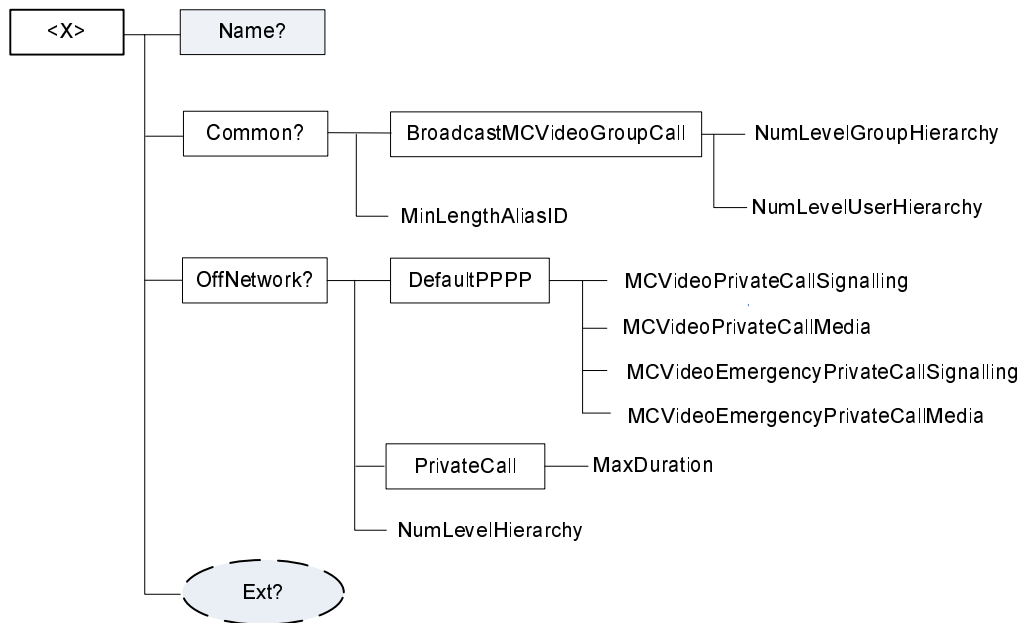 <X>
Name?
Common?
BroadcastMCVideoGroupCall
NumLevelGroupHierarchy
NumLevelUserHierarchy
MinLengthAliasID
OffNetwork?
DefaultPPPP
MCVideoPrivateCallSignalling
MCVideoPrivateCallMedia
MCVideoEmergencyPrivateCallSignalling
MCVideoEmergencyPrivateCallMedia
PrivateCall
MaxDuration
NumLevelHierarchy
Ext?